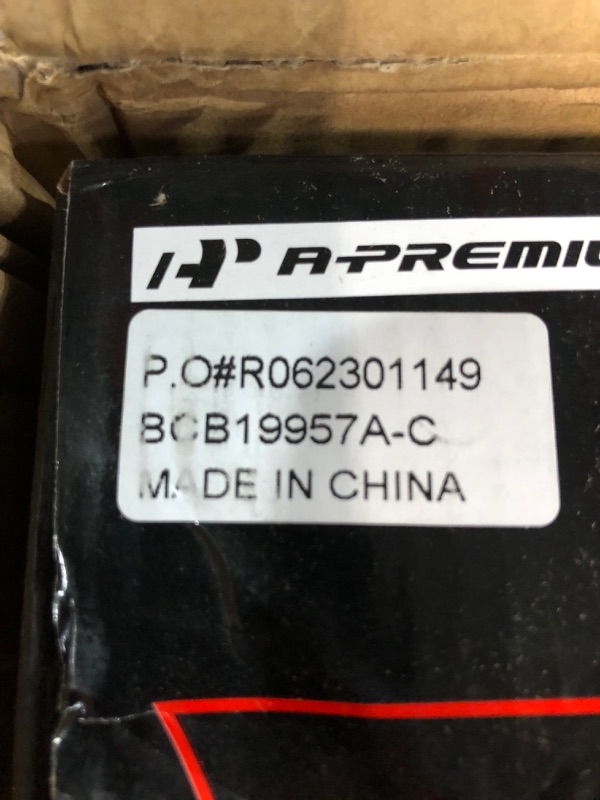 A-PREMIU
P.O#R062301149
BCB19957A-C
MADE IN CHINA